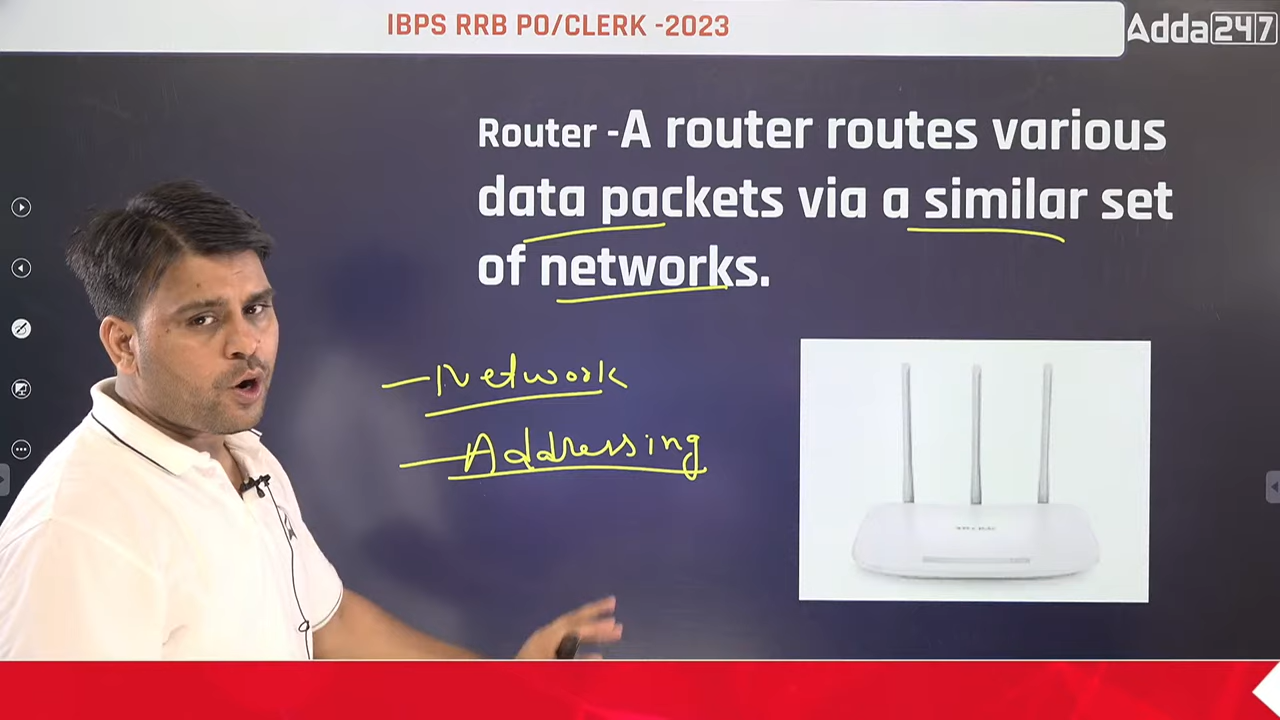 IBPS RRB PO/CLERK -2023
Adda247
Router -A router routes various
data packets via a similar set
of networks.
-Network
-Addressing